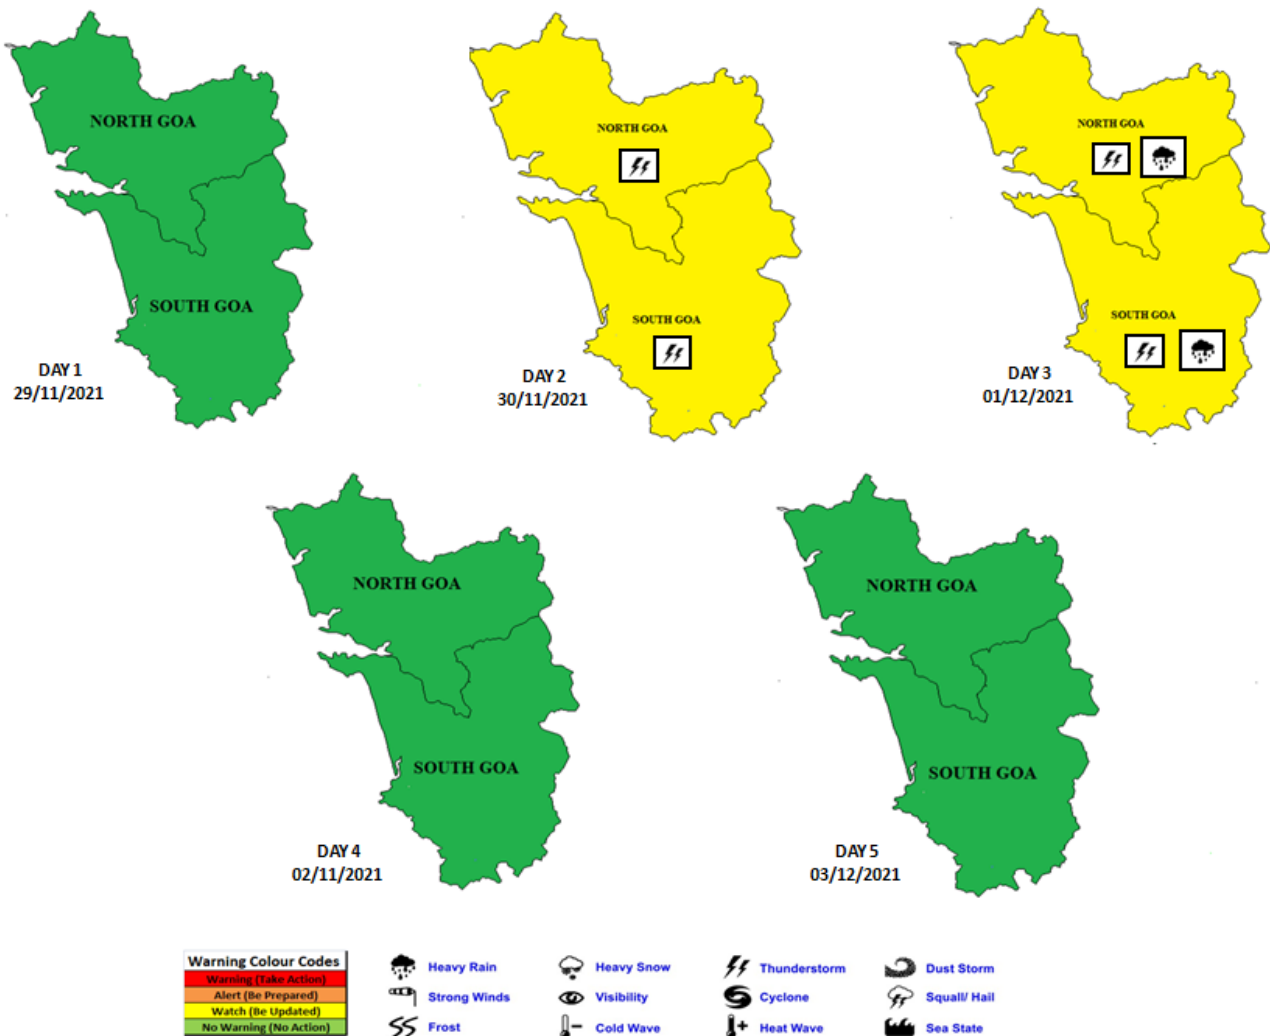 NORTH GOA
SOUTH GOA
DAY 1
29/11/2021
NORTH GOA
SOUTH GOA
DAY 2
30/11/2021
NORTH GOA
SOUTH GOA
DAY 3
01/12/2021
NORTH GOA
SOUTH GOA
DAY 4
02/11/2021
NORTH GOA
SOUTH GOA
DAY 5
03/12/2021
Warning Colour Codes
Warning (Take Action)
Alert (Be Prepared)
Watch (Be Updated)
No Warning (No Action)
Heavy Rain
Heavy Snow
Thunderstorm
Dust Storm
Strong Winds
Visibility
Cyclone
Squall/ Hail
Frost
Cold Wave
Heat Wave
Sea State